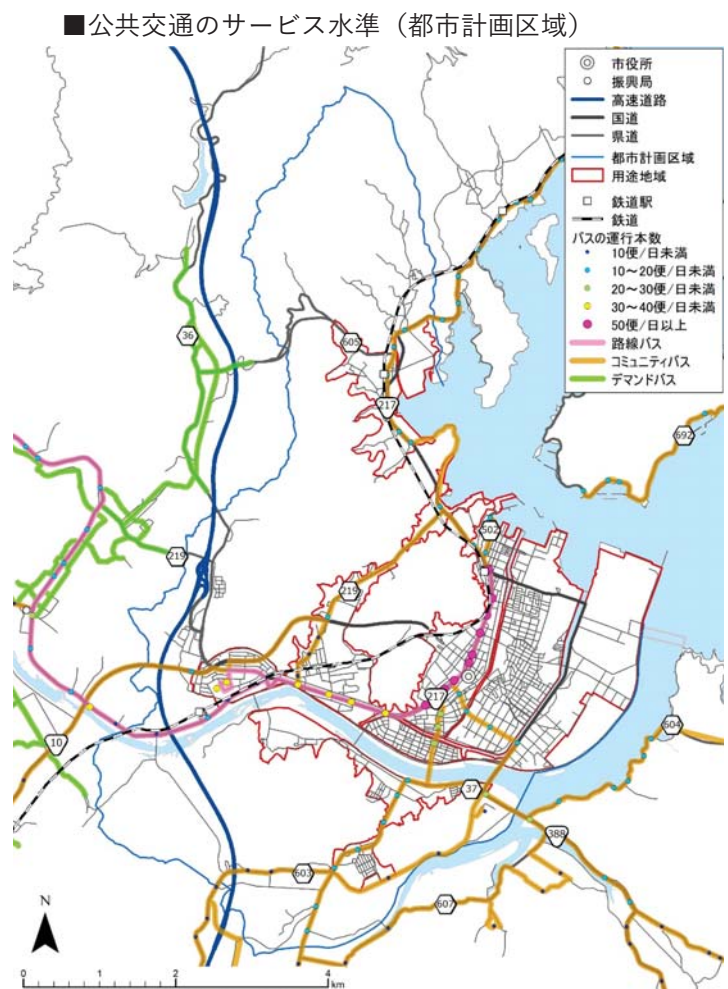 ■公共交通のサービス水準（都市計画区域）
市役所
振興局
高速道路
国道
県道
都市計画区域
用途地域
鉄道駅
鉄道
バスの運行本数
10便/日未満
10～20便/日未満
20～30便/日未満
30～40便/日未満
50便/日以上
路線バス
コミュニティバス
デマンドバス
36
605
217
692
502
219
219
217
10
604
37
388
603
607
N
0 1 2 4
km